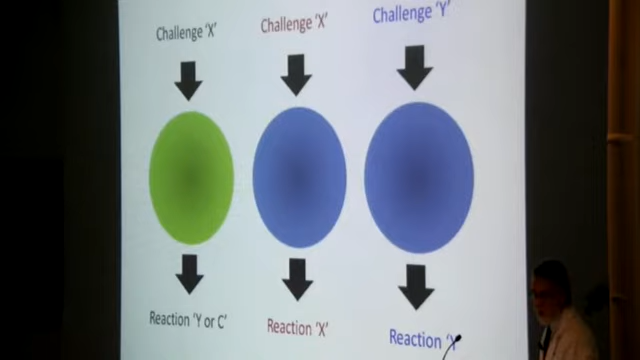 Challenge 'X'
Challenge 'X'
Challenge 'Y'
Reaction 'Y or C'
Reaction 'X'
Reaction 'Y'